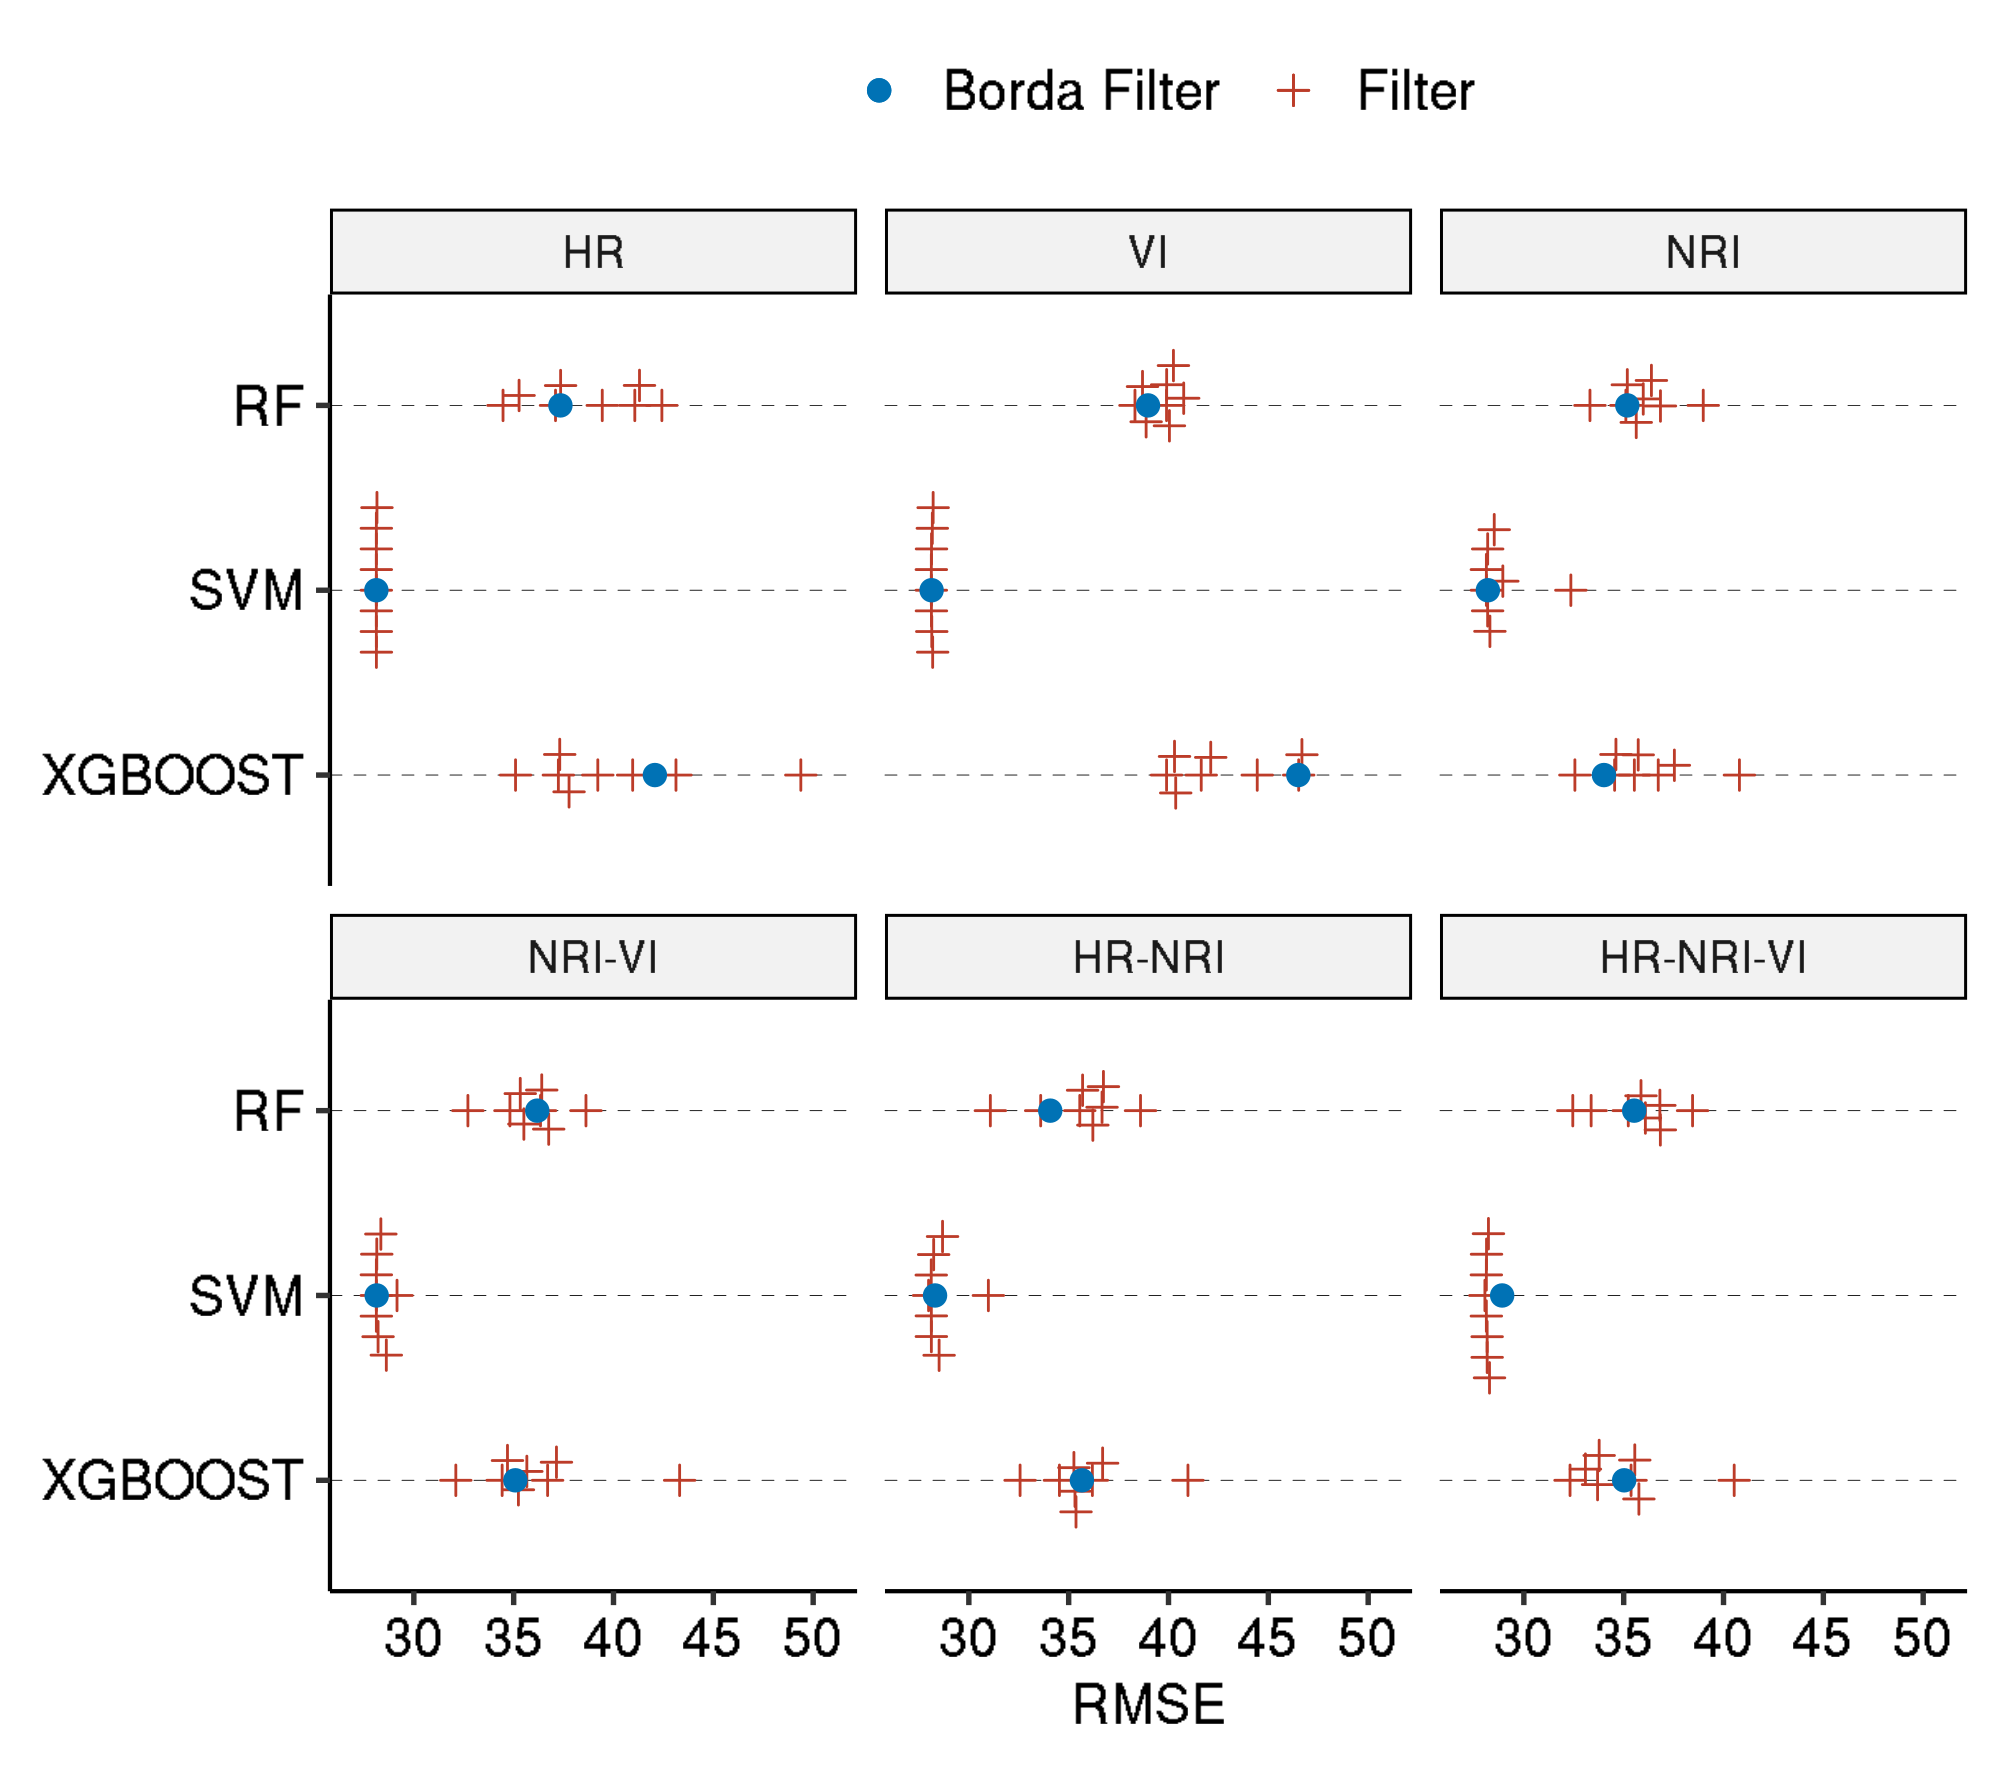 Borda Filter Filter
HR VI NRI
RF
SVM
XGBOOST
NRI-VI HR-NRI HR-NRI-VI
RF
SVM
XGBOOST
30 35 40 45 50 30 35 40 45 50 30 35 40 45 50
RMSE